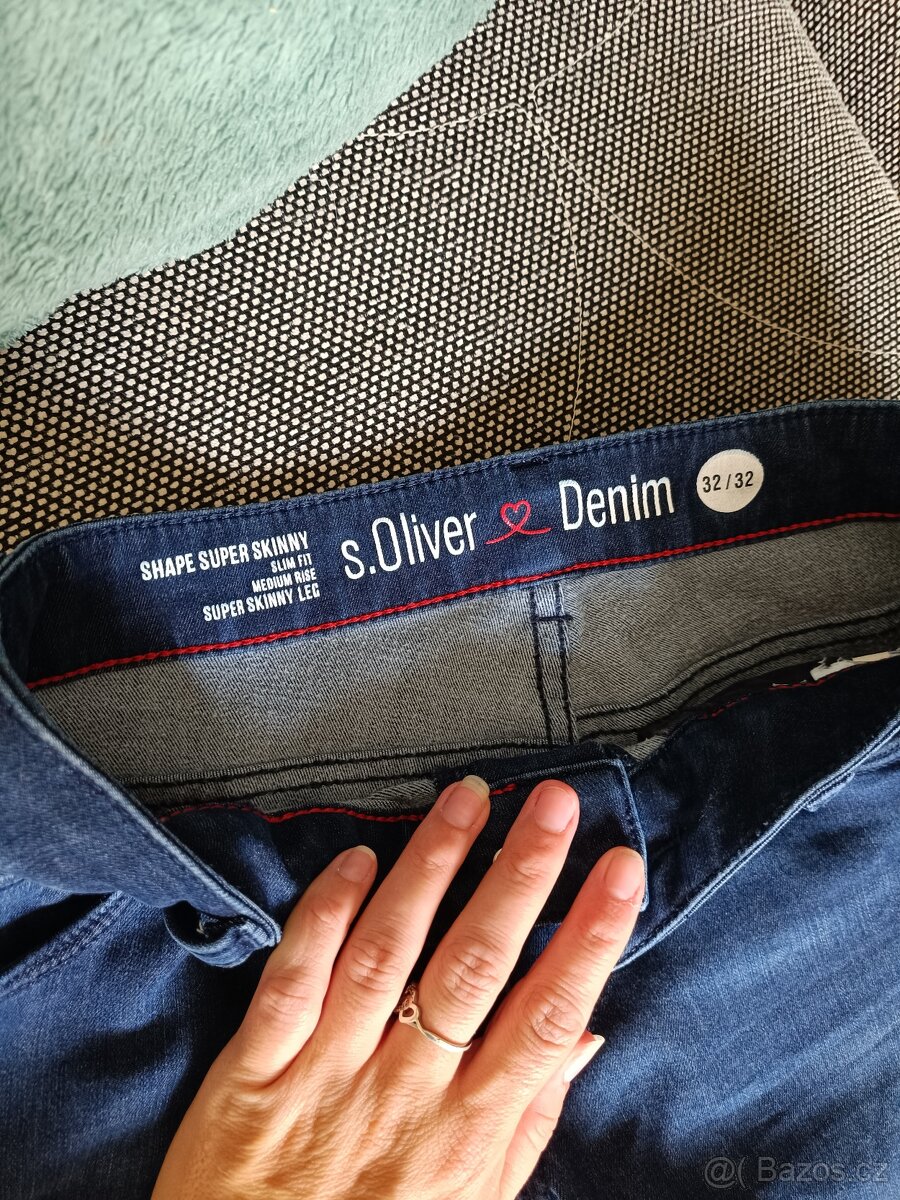 SHAPE SUPER SKINNY
SLIM FIT
MEDIUM RISE
SUPER SKINNY LEG
s.Oliver Denim
32/32
@( Bazos.cz